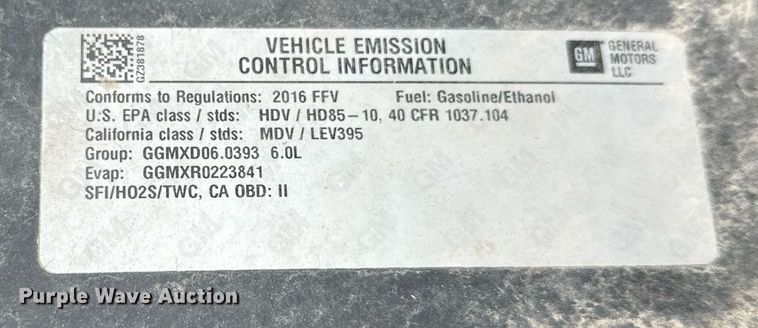 GZ381878
VEHICLE EMISSION
CONTROL INFORMATION
GM
GENERAL
MOTORS
LLC
Conforms to Regulations: 2016 FFV Fuel: Gasoline/Ethanol
U.S. EPA class / stds: HDV / HD85-10, 40 CFR 1037.104
California class / stds: MDV / LEV395
Group: GGMXD06.0393 6.0L
Evap: GGMXR0223841
SFI/HO2S/TWC, CA OBD: II
Purple Wave Auction